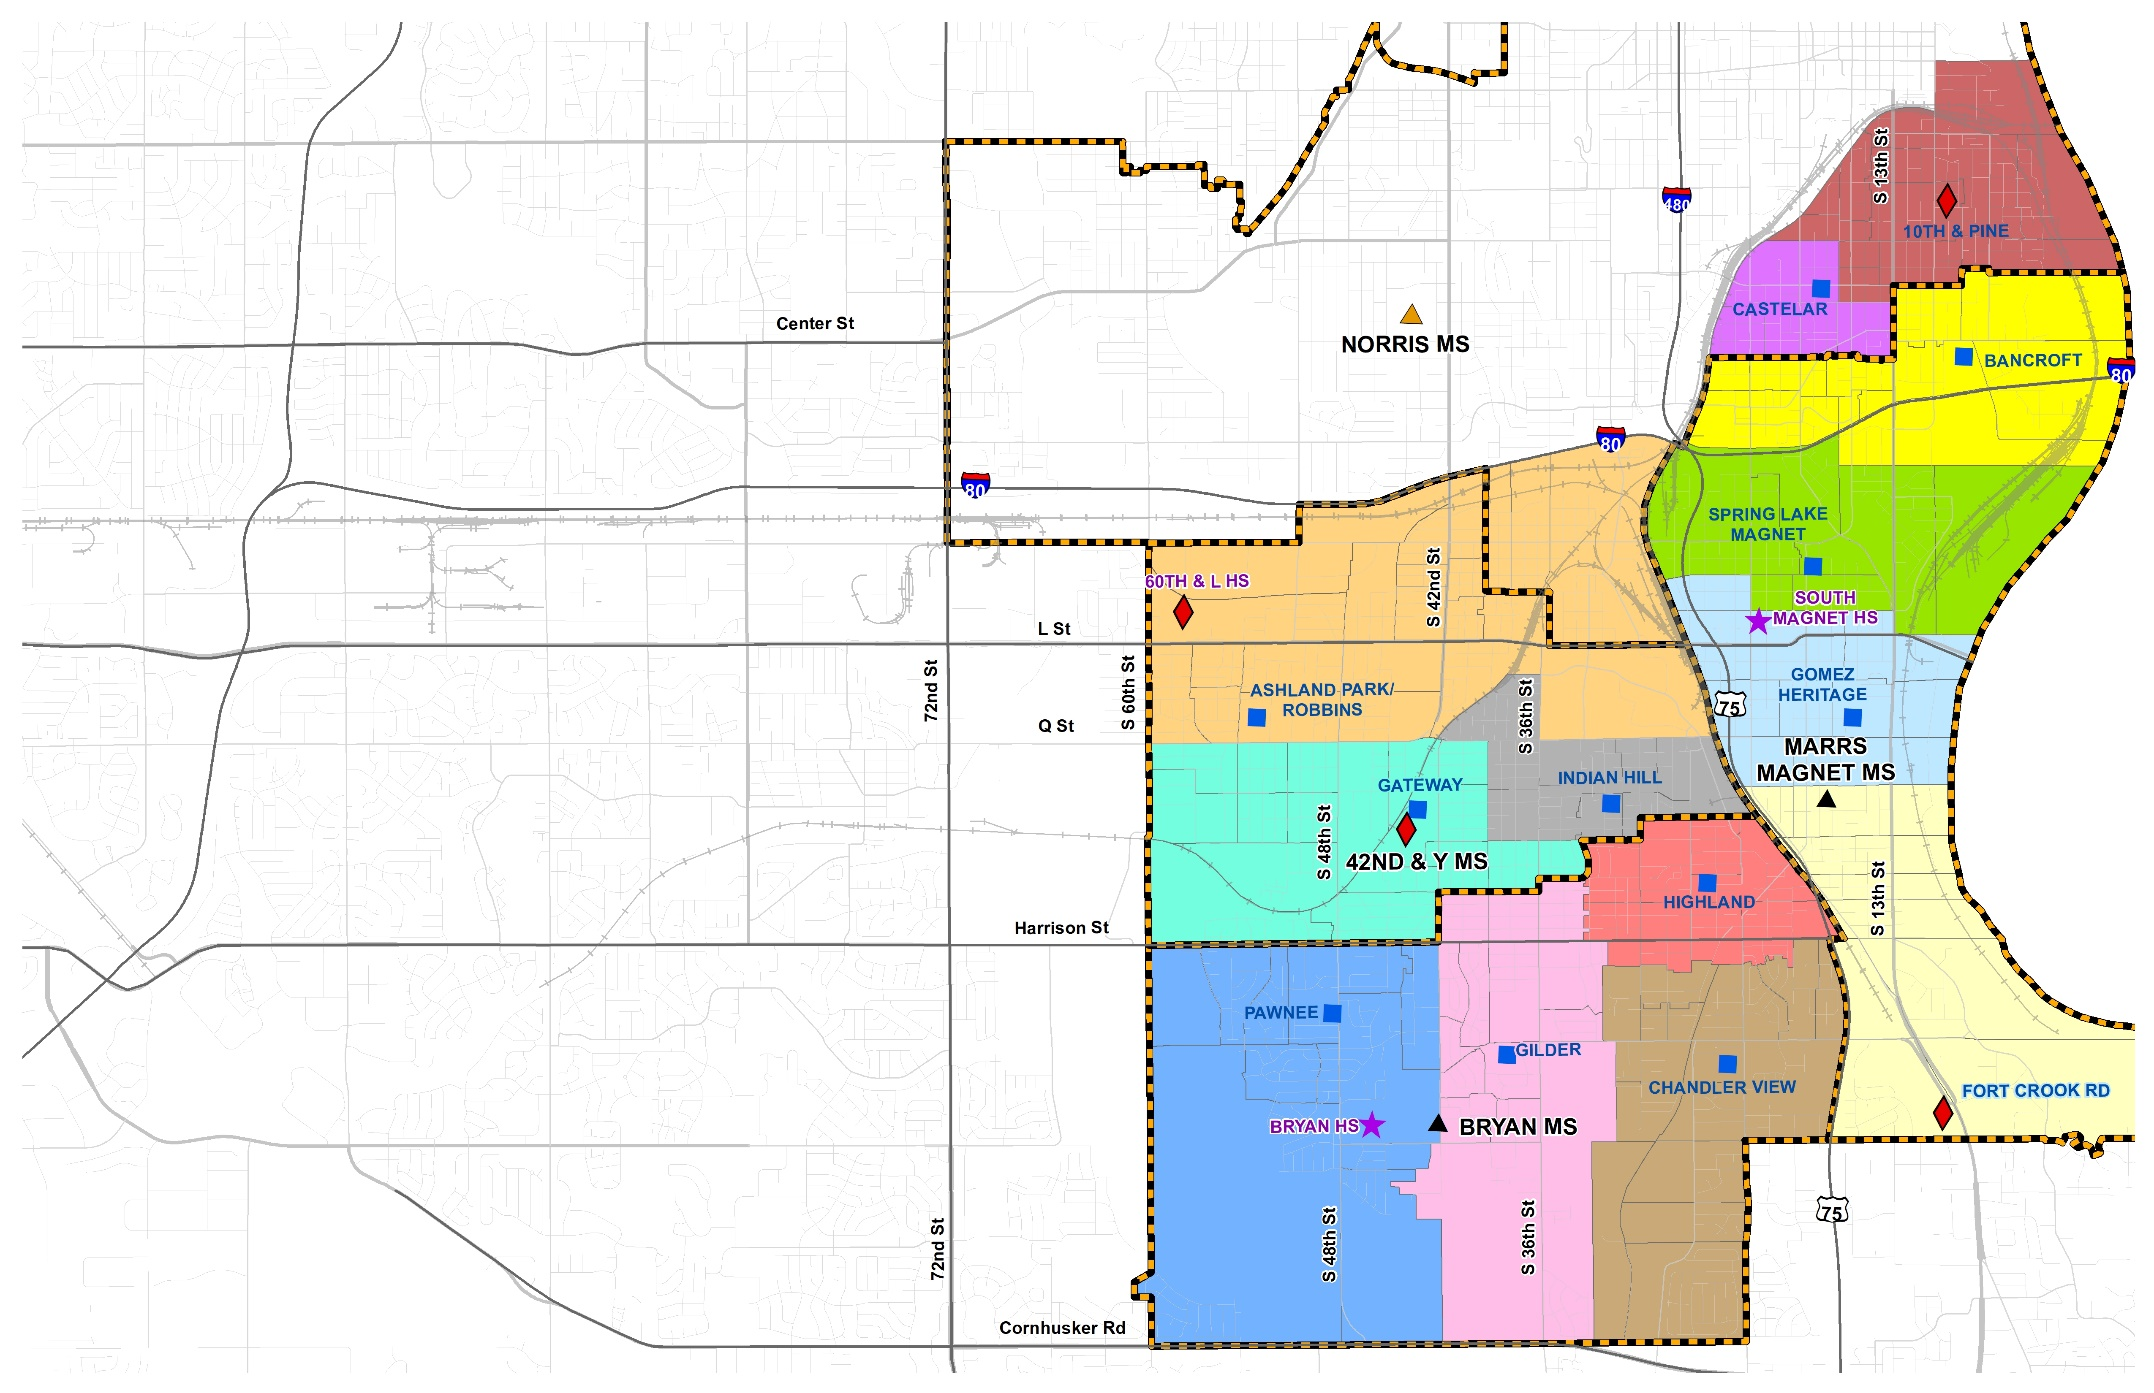 S 13th St
480
10TH & PINE
CASTELAR
Center St
NORRIS MS
BANCROFT
80
80
80
SPRING LAKE
MAGNET
S 42nd St
60TH & L HS
SOUTH
MAGNET HS
L St
72nd St
S 60th St
ASHLAND PARK/
ROBBINS
S 36th St
GOMEZ
HERITAGE
75
Q St
MARRS
MAGNET MS
GATEWAY
INDIAN HILL
S 48th St
42ND & Y MS
HIGHLAND
S 13th St
Harrison St
PAWNEE
GILDER
CHANDLER VIEW
FORT CROOK RD
BRYAN HS
BRYAN MS
72nd St
S 48th St
S 36th St
75
Cornhusker Rd